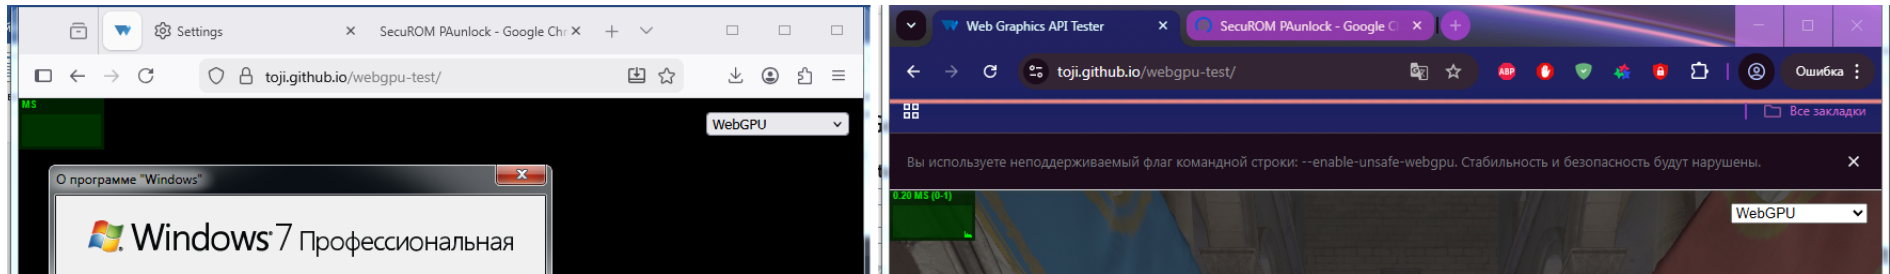 Settings
SecuROM PAunlock - Google Chr
toji.github.io/webgpu-test/
MS
WebGPU
О программе "Windows"
Windows 7 Профессиональная
Web Graphics API Tester
SecuROM PAunlock - Google C
toji.github.io/webgpu-test/
ABP
Ошибка
Все закладки
Вы используете неподдерживаемый флаг командной строки: --enable-unsafe-webgpu. Стабильность и безопасность будут нарушены.
0.20 MS (0-1)
WebGPU